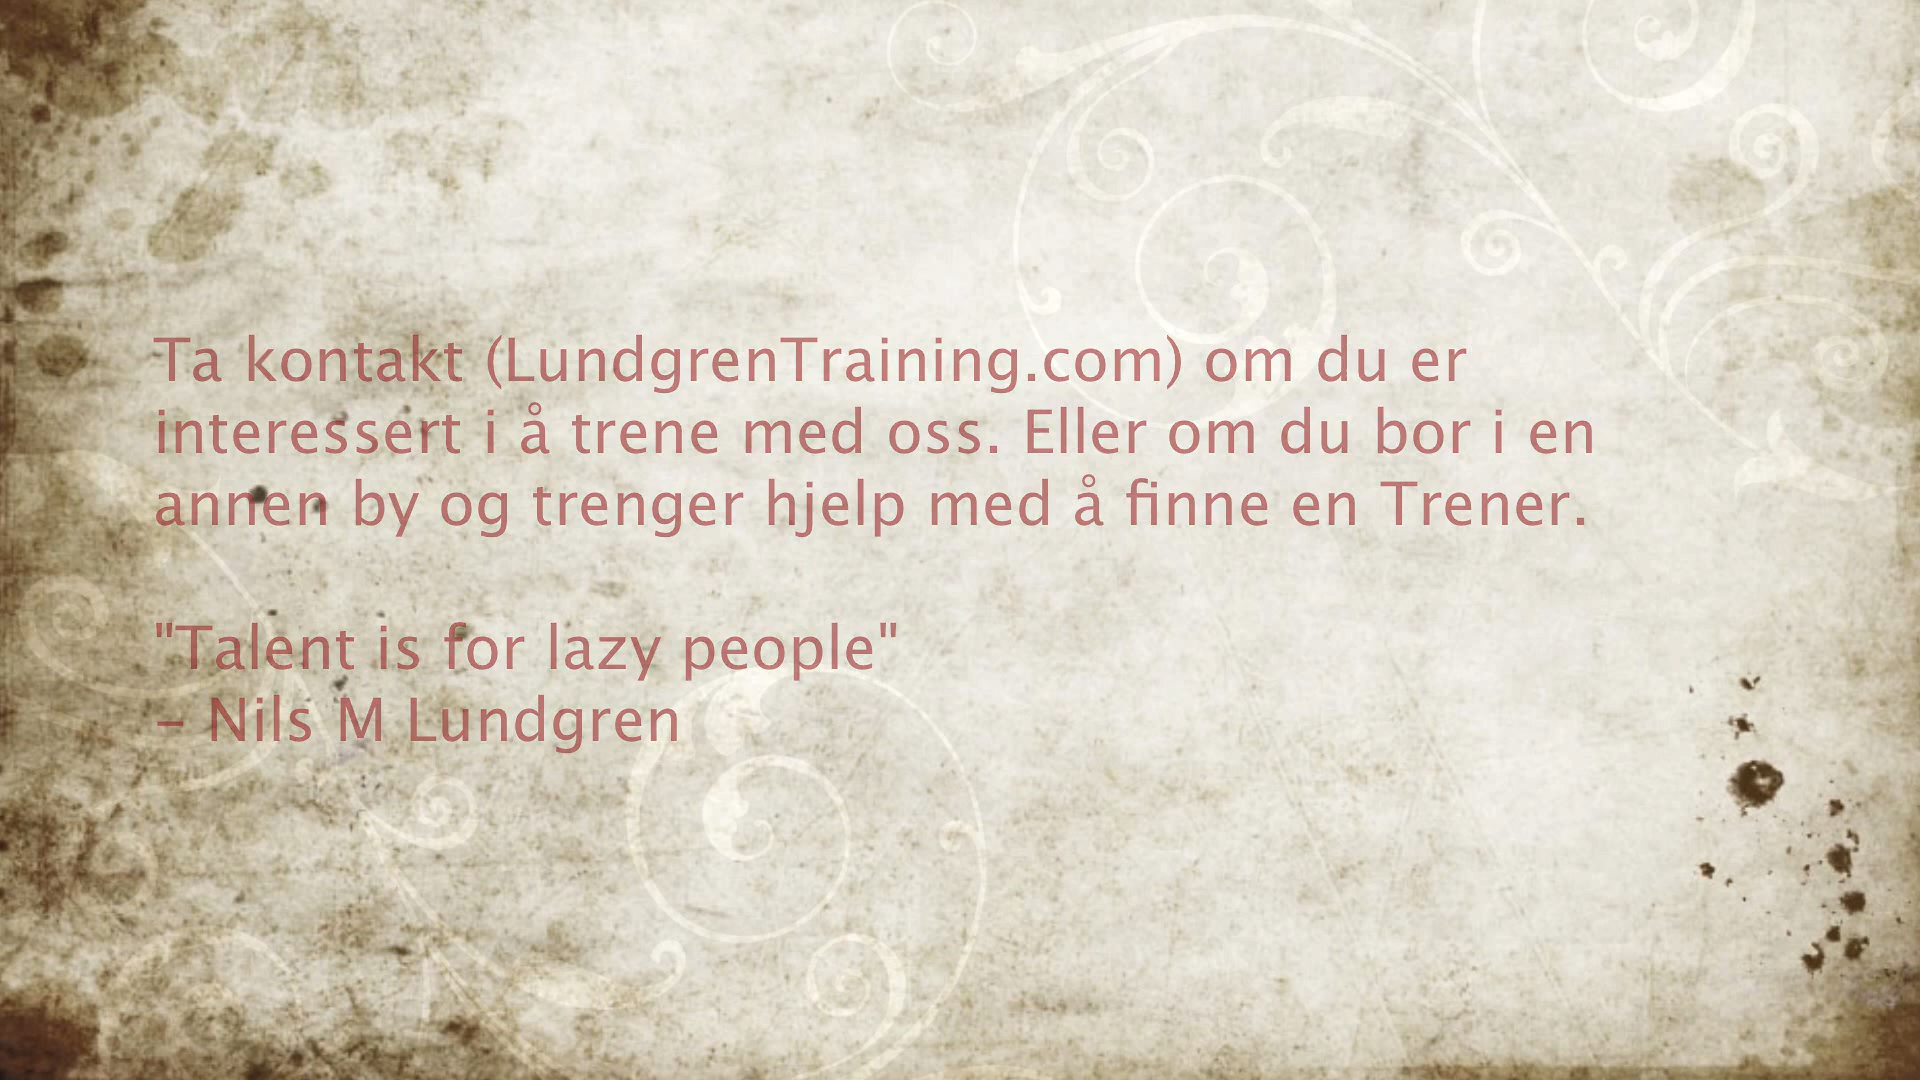 Ta kontakt (LundgrenTraining.com) om du er
interessert i å trene med oss. Eller om du bor i en
annen by og trenger hjelp med å finne en Trener.
"Talent is for lazy people"
- Nils M Lundgren